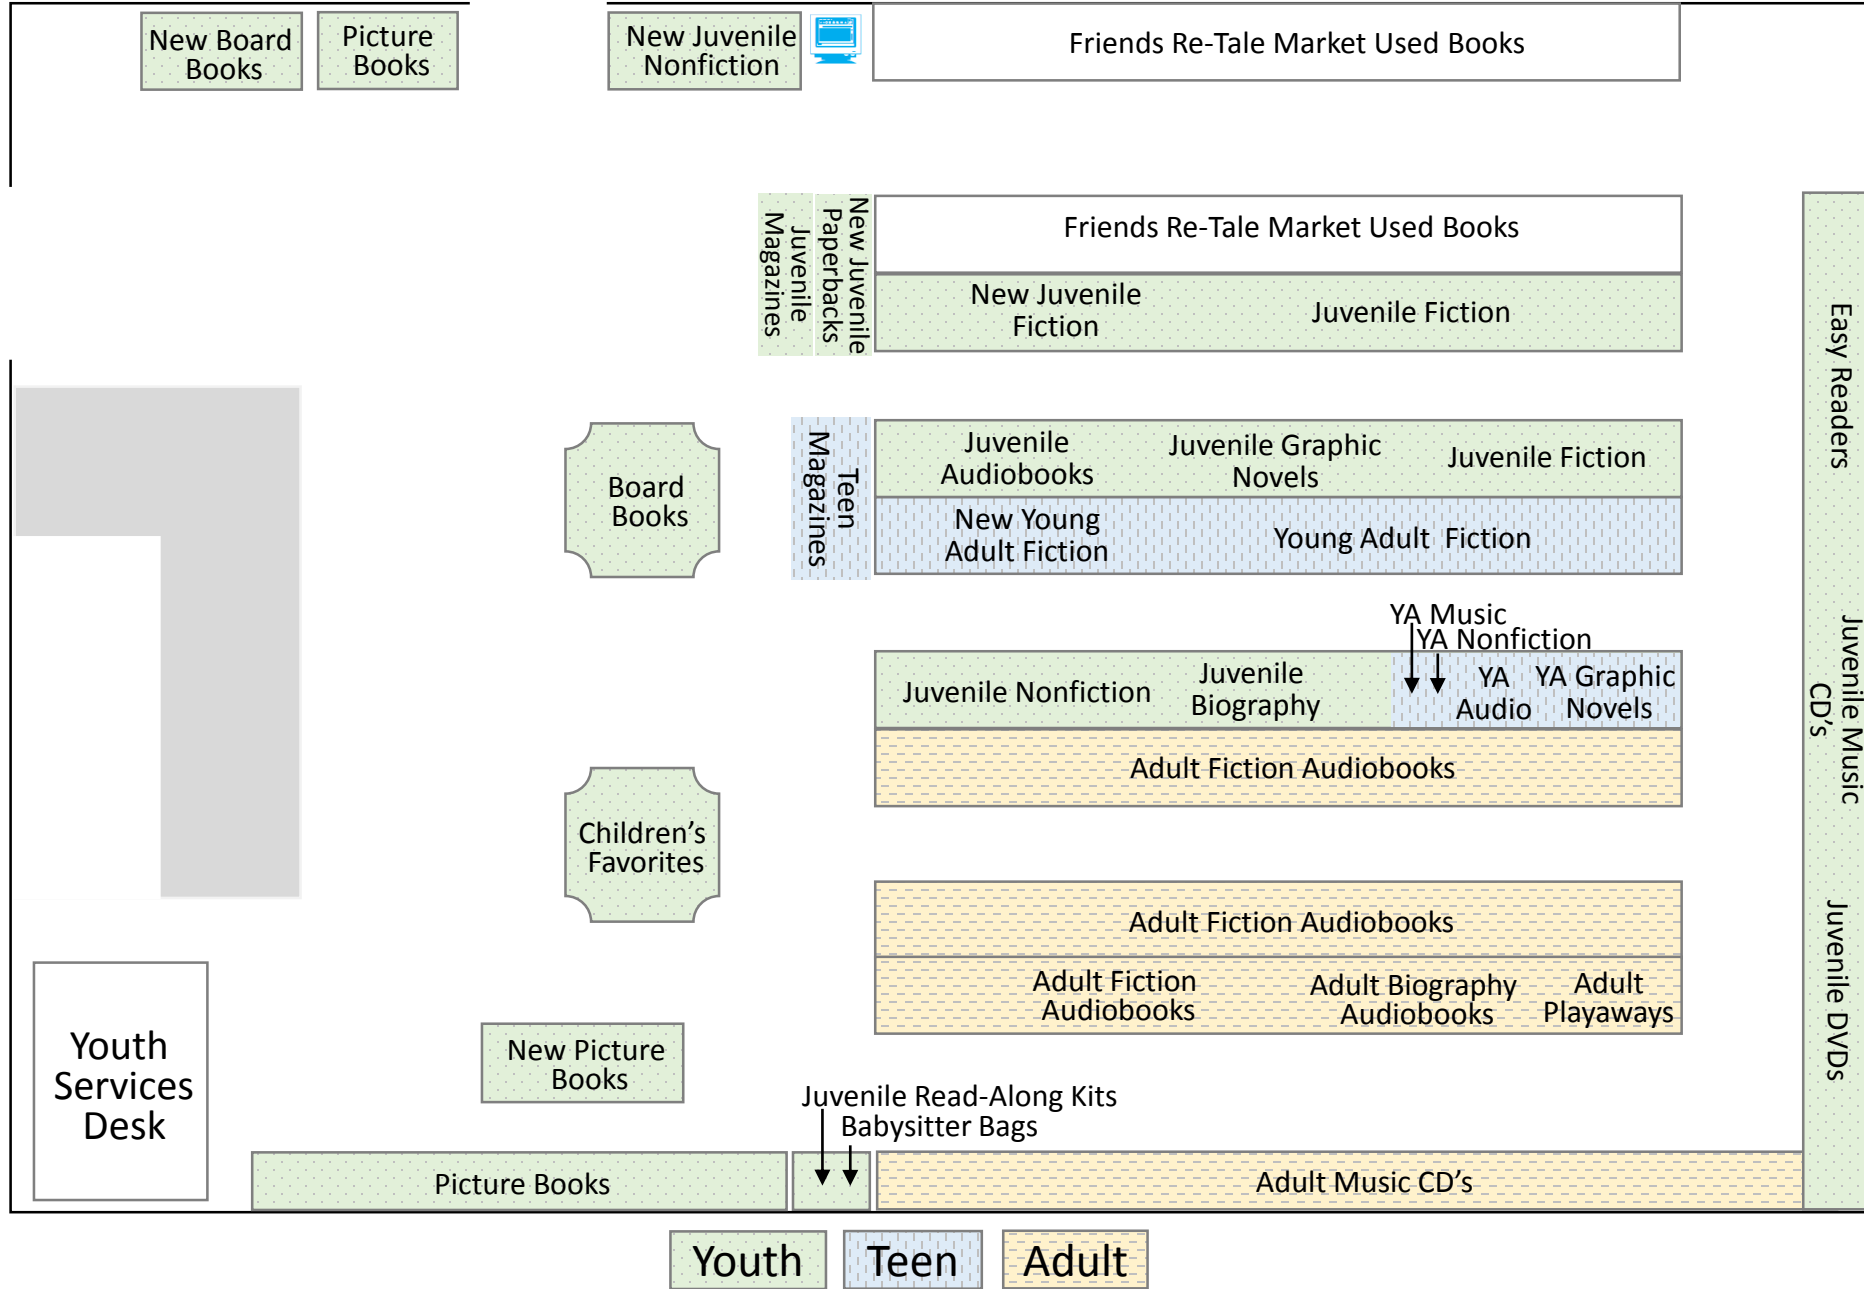 New Board
Books
Picture
Books
New Juvenile
Nonfiction
Friends Re-Tale Market Used Books
Juvenile
Magazines
New Juvenile
Paperbacks
Friends Re-Tale Market Used Books
New Juvenile
Fiction
Juvenile Fiction
Easy Readers
Board
Books
Teen
Magazines
Juvenile
Audiobooks
Juvenile Graphic
Novels
Juvenile Fiction
New Young
Adult Fiction
Young Adult Fiction
YA Music
YA Nonfiction
Juvenile Nonfiction
Juvenile
Biography
YA
Audio
YA Graphic
Novels
Juvenile Music
CD's
Adult Fiction Audiobooks
Children's
Favorites
Adult Fiction Audiobooks
Adult Fiction
Audiobooks
Adult Biography
Audiobooks
Adult
Playaways
Juvenile DVDs
Youth
Services
Desk
New Picture
Books
Juvenile Read-Along Kits
Babysitter Bags
Picture Books
Adult Music CD's
Youth
Teen
Adult